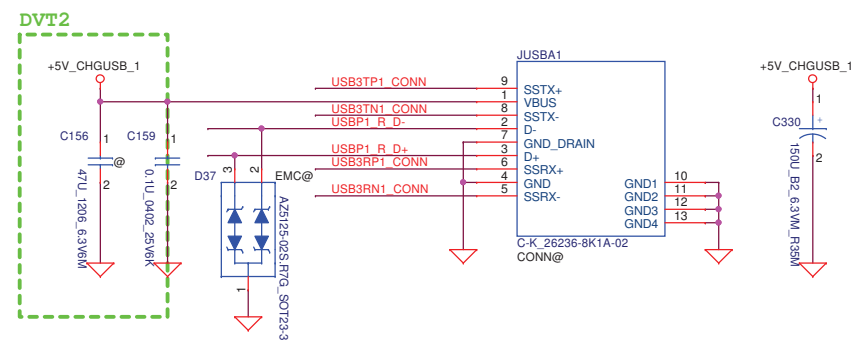 DVT2
+5V_CHGUSB_1
C156
1
@
2
47U_1206_6.3V6M
C159
1
2
0.1U_0402_25V6K
USB3TP1_CONN
USB3TN1_CONN
USBP1_R_D-
USBP1_R_D+
USB3RP1_CONN
USB3RN1_CONN
D37
3
2
EMC@
1
AZ5125-02S.R7G_SOT23-3
JUSBA1
9 SSTX+
1 VBUS
8 SSTX-
2 D-
7 GND_DRAIN
3 D+
6 SSRX+
4 GND
5 SSRX-
GND1 10
GND2 11
GND3 12
GND4 13
C-K_26236-8K1A-02
CONN@
+5V_CHGUSB_1
1
+
C330
2
150U_B2_6.3VM_R35M